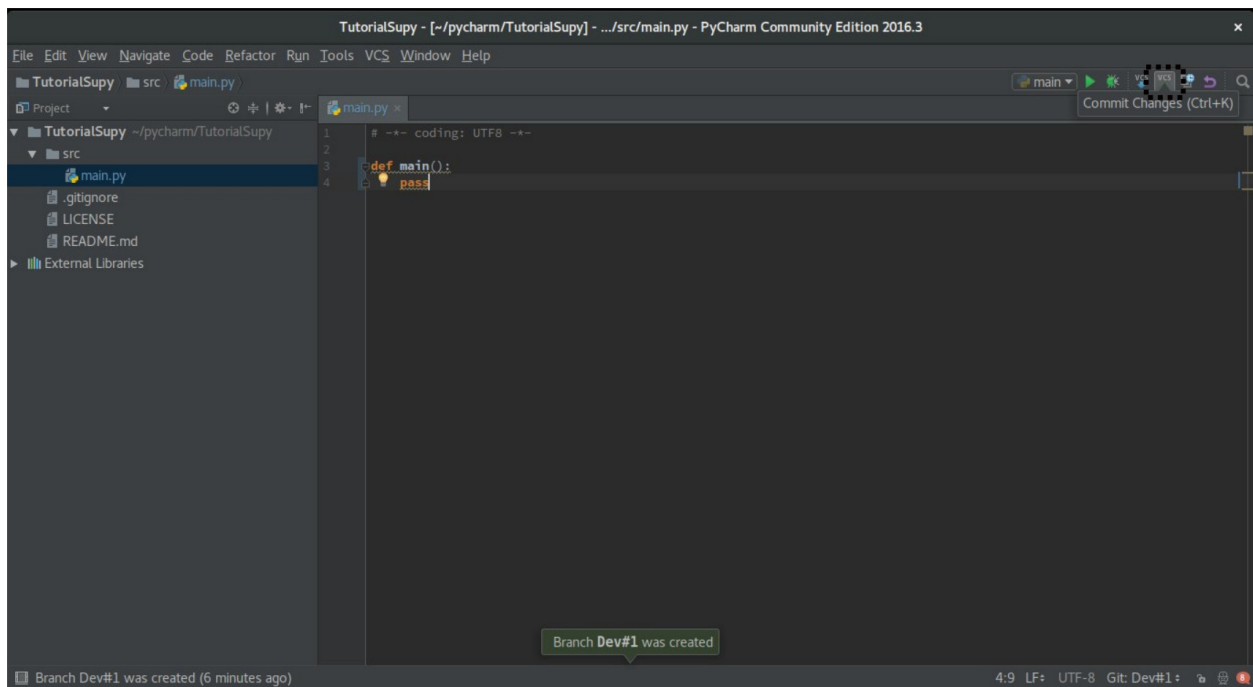 TutorialSupy - [~/pycharm/TutorialSupy] - .../src/main.py - PyCharm Community Edition 2016.3
File Edit View Navigate Code Refactor Run Tools VCS Window Help
TutorialSupy src main.py
main
VCS VCS
Project
main.py
Commit Changes (Ctrl+K)
TutorialSupy ~/pycharm/TutorialSupy
1 # -*- coding: UTF8 -*-
src
2
3 def main():
main.py
4 pass
.gitignore
LICENSE
README.md
External Libraries
Branch Dev#1 was created
Branch Dev#1 was created (6 minutes ago)
4:9 LF: UTF-8 Git: Dev#1: 8